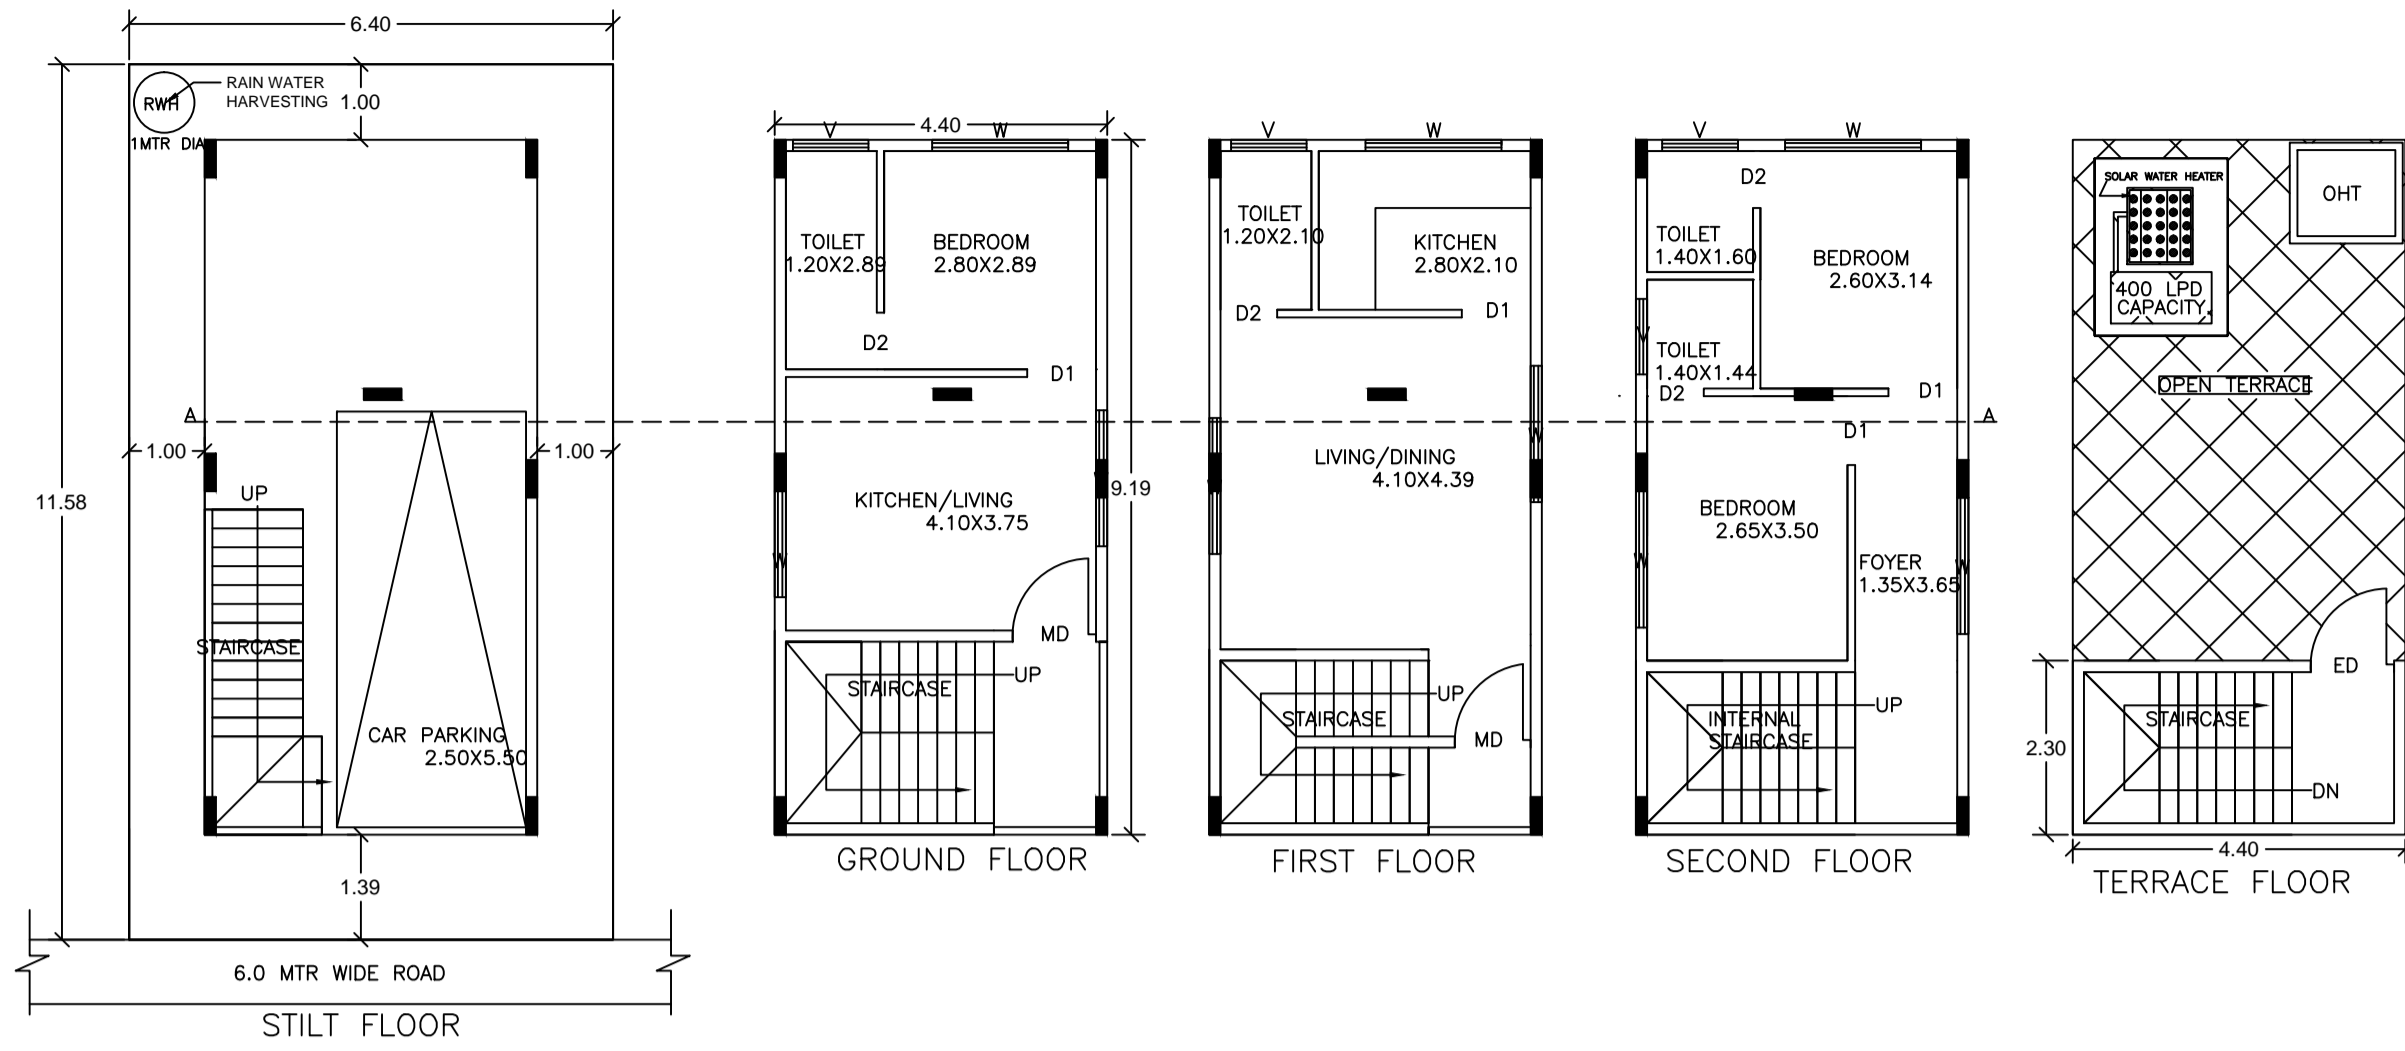 6.40
RAIN WATER
HARVESTING
RWH
1MTR DIA
1.00
A
1.00
1.00
11.58
UP
STAIRCASE
CAR PARKING
2.50X5.50
1.39
6.0 MTR WIDE ROAD
STILT FLOOR
4.40
V
W
TOILET
1.20X2.89
BEDROOM
2.80X2.89
D2
D1
9.19
KITCHEN/LIVING
4.10X3.75
W
MD
UP
STAIRCASE
GROUND FLOOR
V
W
TOILET
1.20X2.10
KITCHEN
2.80X2.10
D2
D1
W
LIVING/DINING
4.10X4.39
UP
STAIRCASE
MD
FIRST FLOOR
V
W
D2
TOILET
1.40X1.60
BEDROOM
2.60X3.14
V
TOILET
1.40X1.44
D2
D1
A
D1
BEDROOM
2.65X3.50
W
FOYER
1.35X3.65
W
UP
INTERNAL
STAIRCASE
SECOND FLOOR
SOLAR WATER HEATER
OHT
400 LPD
CAPACITY
OPEN TERRACE
ED
STAIRCASE
2.30
DN
4.40
TERRACE FLOOR